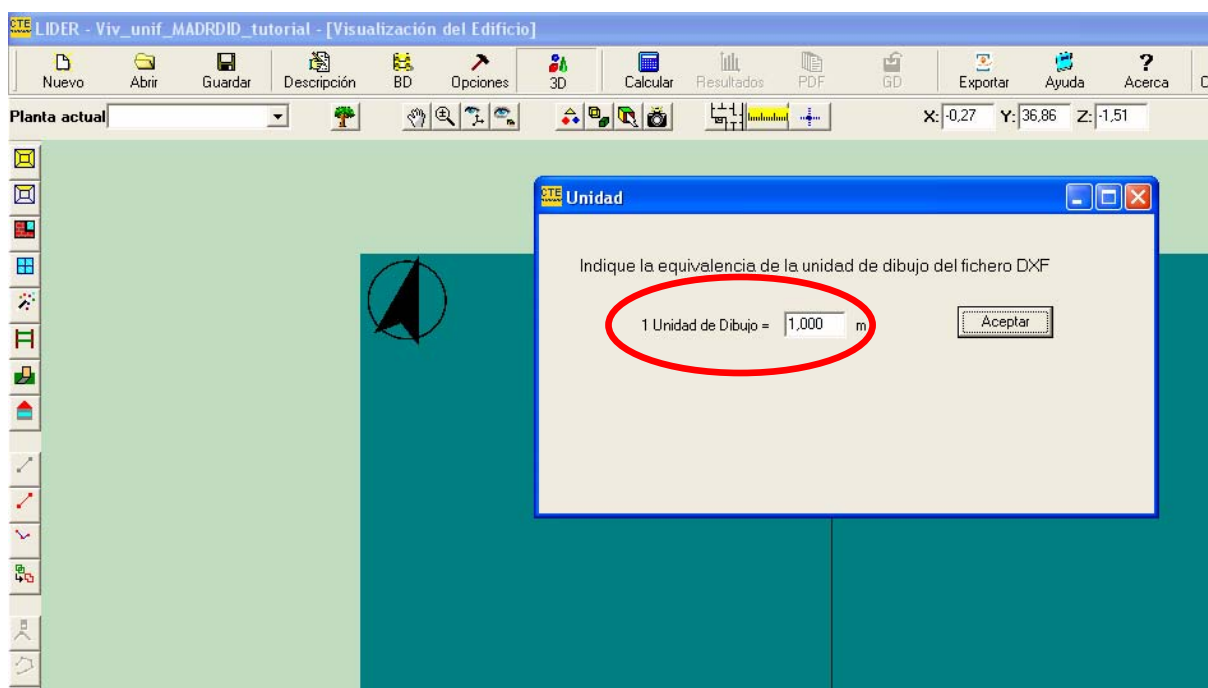 CTE LIDER - Viv_unif_MADRDID_tutorial - [Visualización del Edificio]
Nuevo Abrir Guardar Descripción BD Opciones 3D Calcular Resultados PDF GD Exportar Ayuda Acerca
Planta actual X: -0,27 Y: 36,86 Z: -1,51
CTE Unidad
Indique la equivalencia de la unidad de dibujo del fichero DXF
1 Unidad de Dibujo = 1,000 m Aceptar